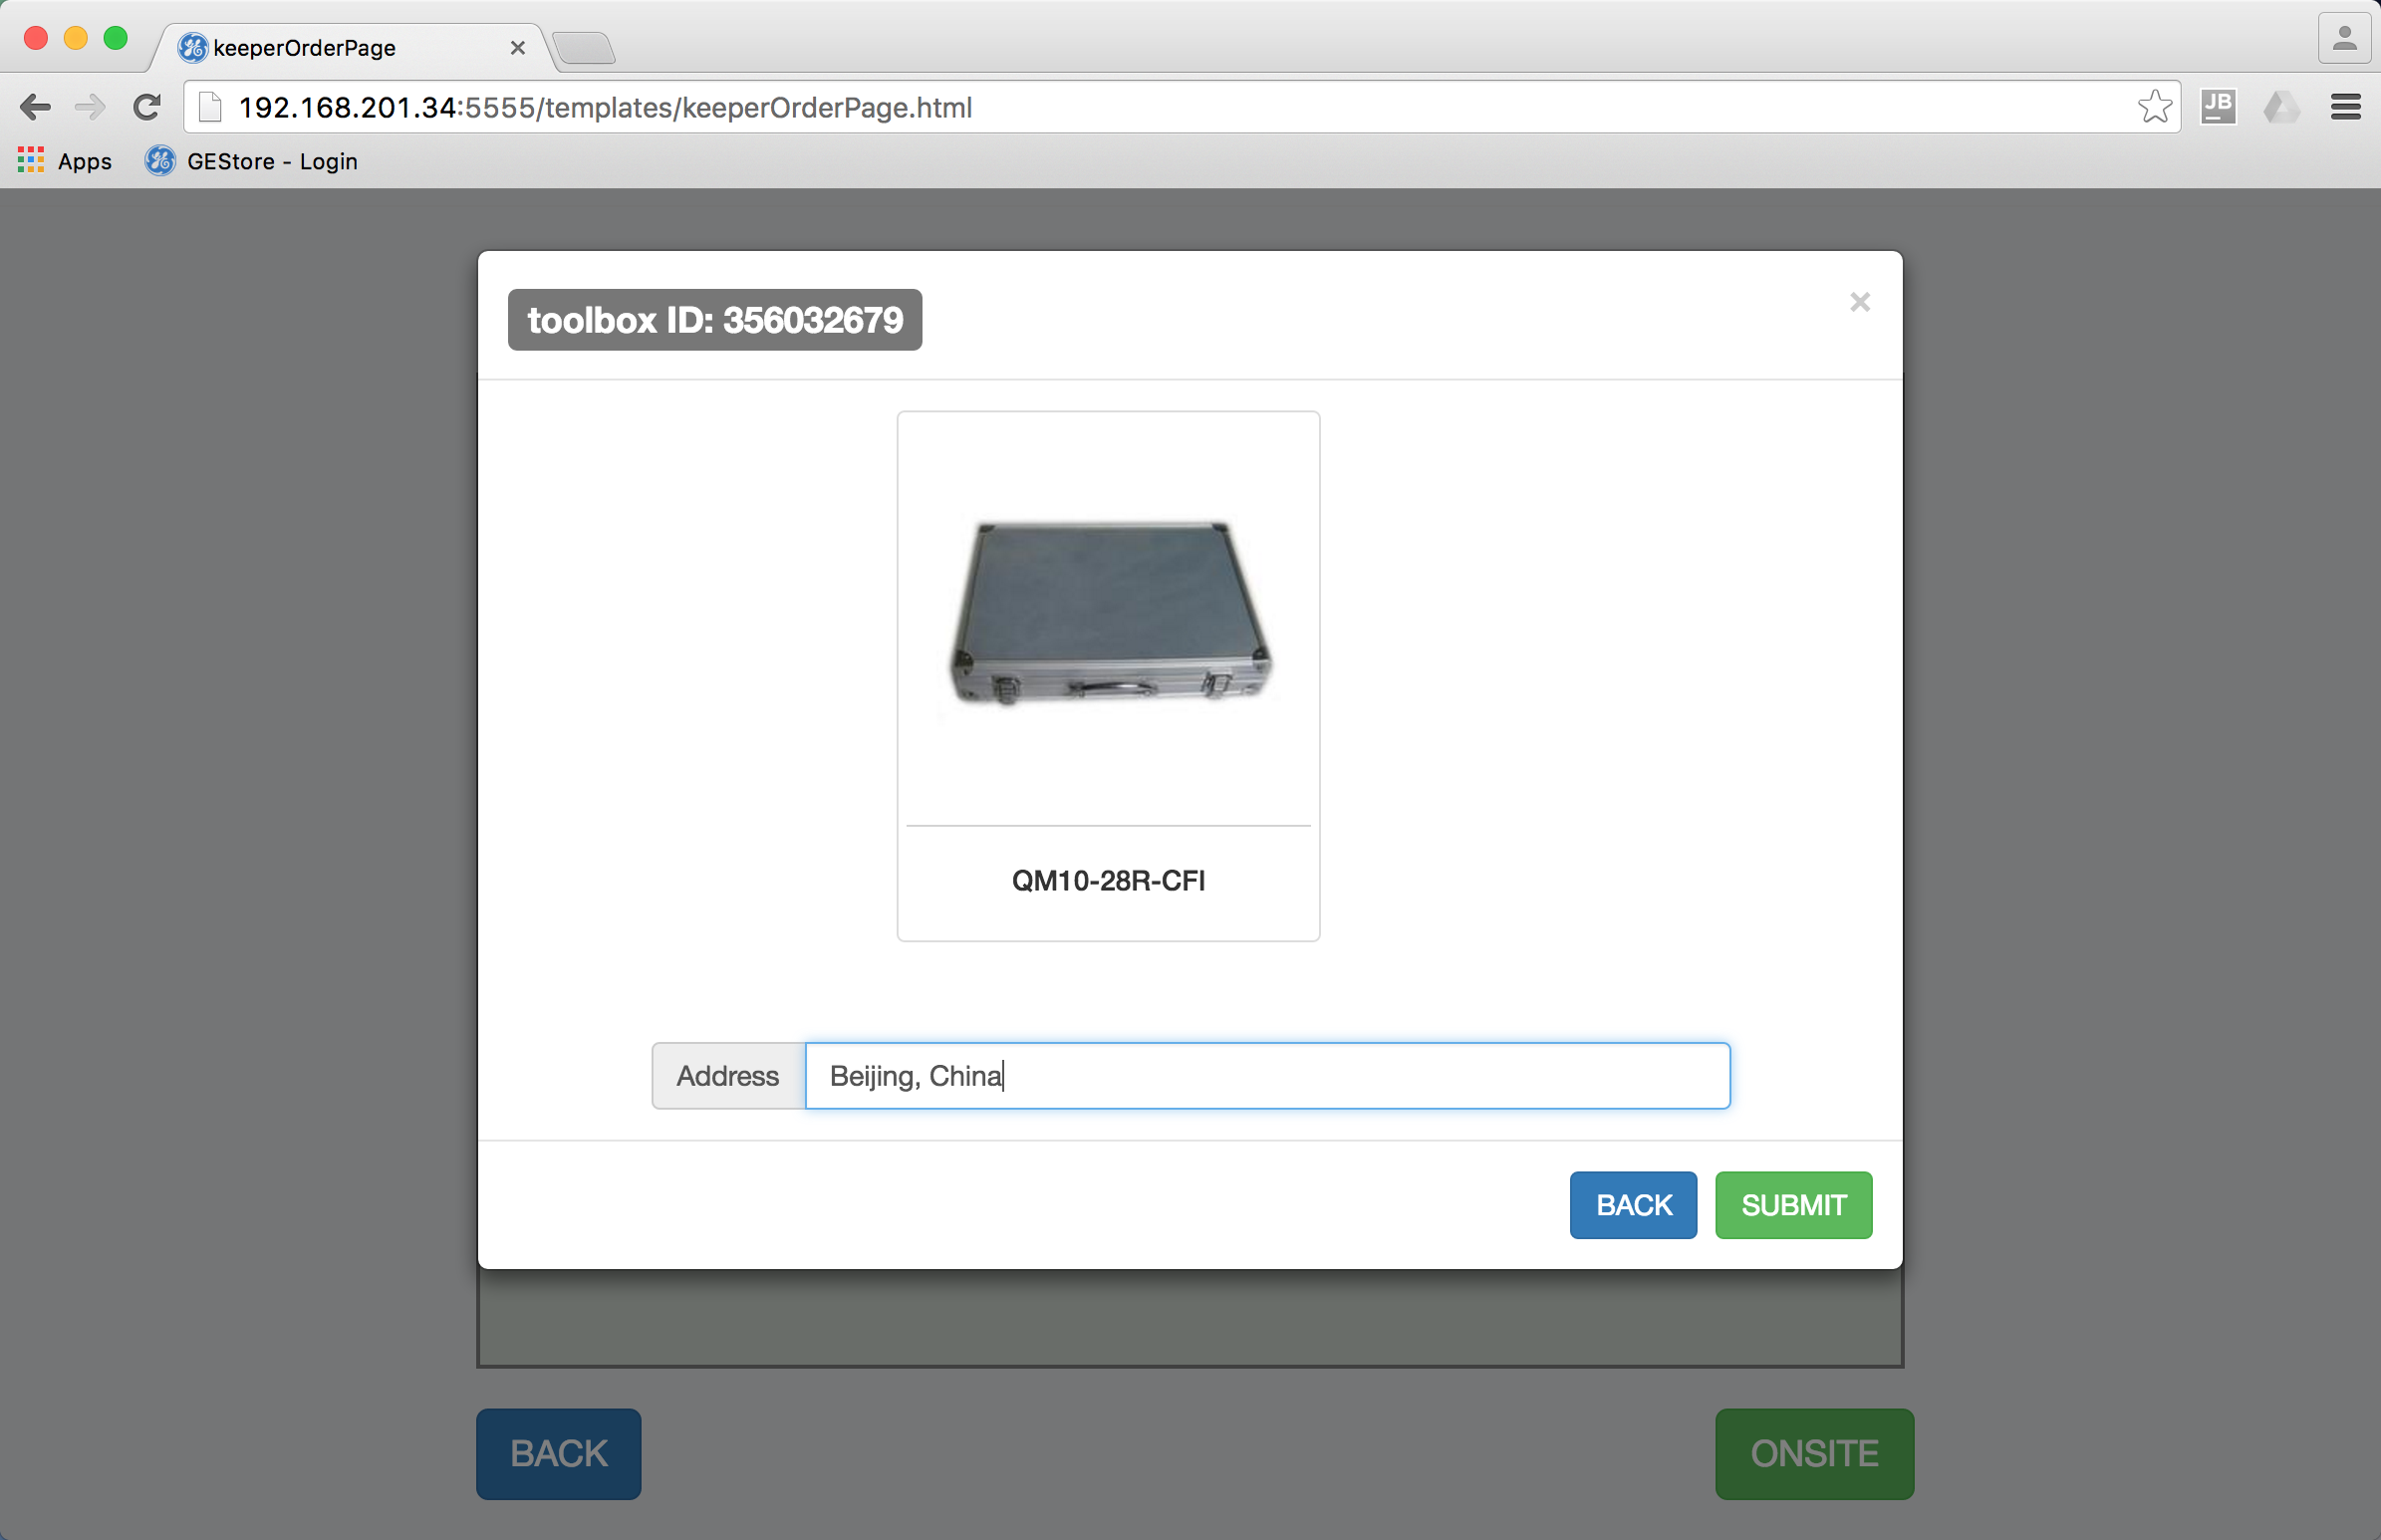 keeperOrderPage
192.168.201.34:5555/templates/keeperOrderPage.html
JB
Apps
GEStore - Login
toolbox ID: 356032679
×
QM10-28R-CFI
Address
Beijing, China
BACK
SUBMIT
BACK
ONSITE